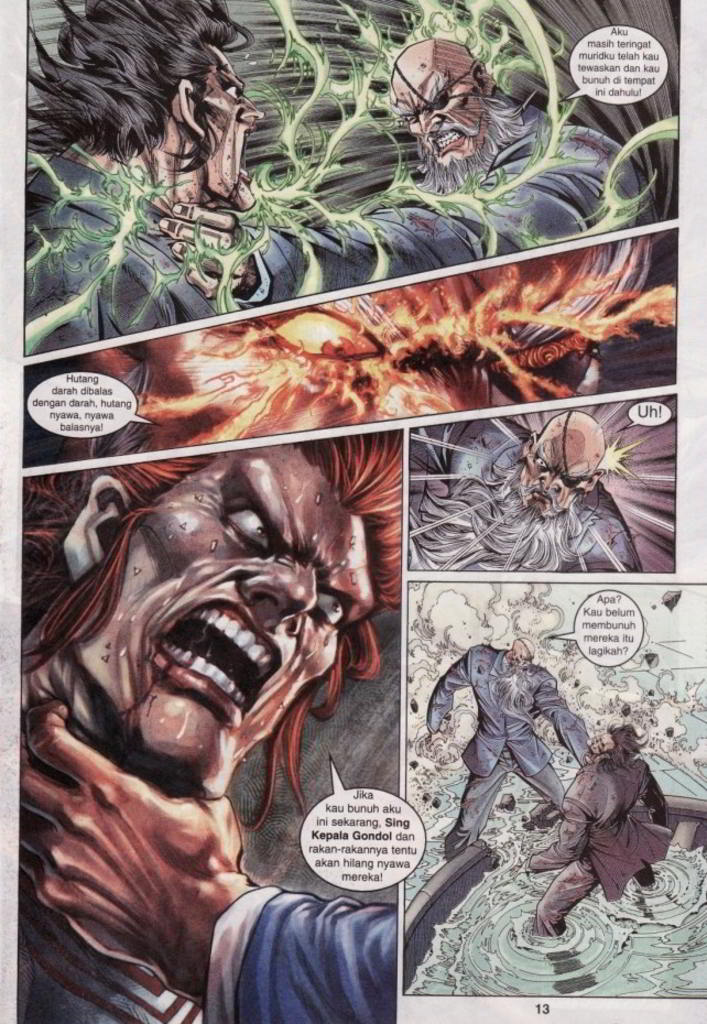 Aku
masih teringat
muridku telah kau
tewaskan dan kau
bunuh di tempat
ini dahulu!
Hutang
darah dibalas
dengan darah, hutang
nyawa, nyawa
balasnya!
Uh!
Jika
kau bunuh aku
ini sekarang, Sing
Kepala Gondol dan
rakan-rakannya tentu
akan hilang nyawa
mereka!
Apa?
Kau belum
membunuh
mereka itu
lagikah?
13